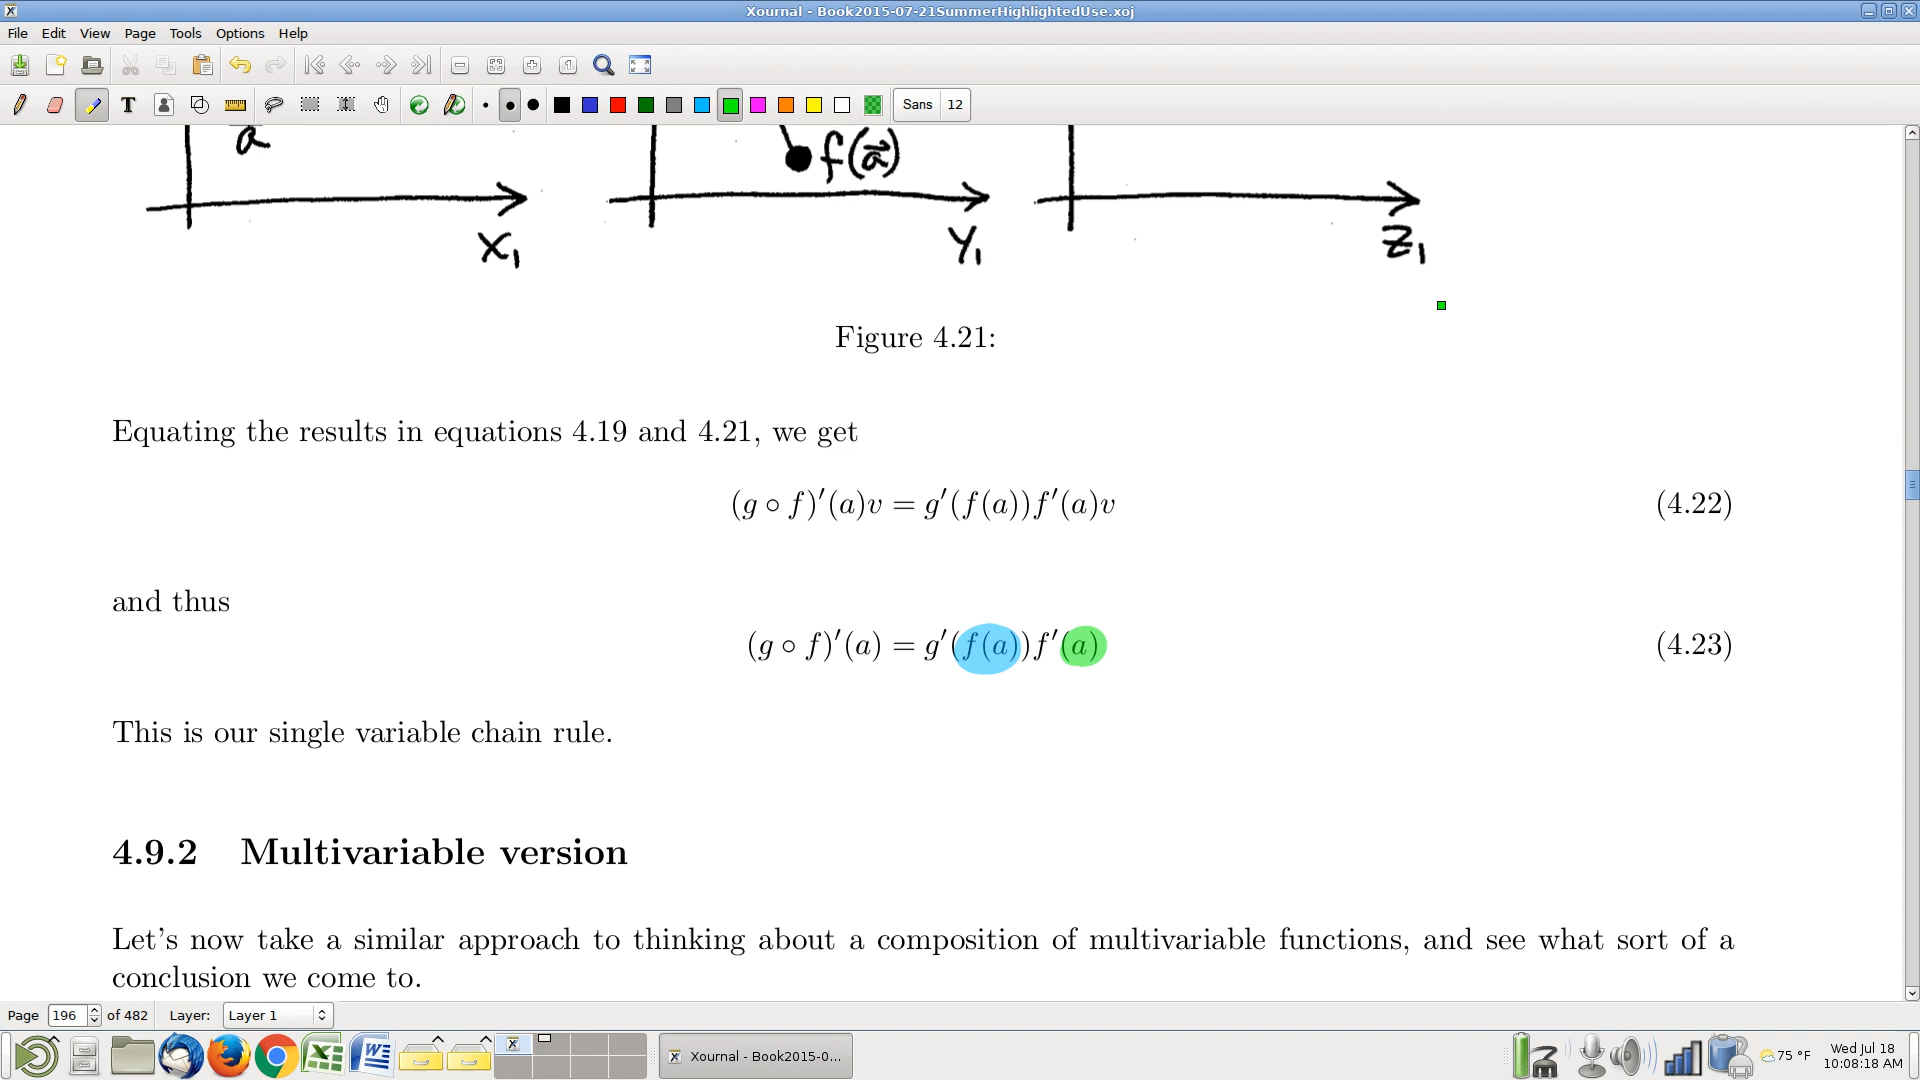 Xournal - Book2015-07-21SummerHighlightedUse.xoj
File Edit View Page Tools Options Help
Sans 12
a f(a⃗)
X₁ Y₁ Z₁
Figure 4.21:
Equating the results in equations 4.19 and 4.21, we get
(g ∘ f)′(a)v = g′(f(a))f′(a)v (4.22)
and thus
(g ∘ f)′(a) = g′(f(a))f′(a) (4.23)
This is our single variable chain rule.
4.9.2 Multivariable version
Let's now take a similar approach to thinking about a composition of multivariable functions, and see what sort of a
conclusion we come to.
Page 196 of 482 Layer: Layer 1
Xournal - Book2015-0...
75 °F
Wed Jul 18
10:08:18 AM